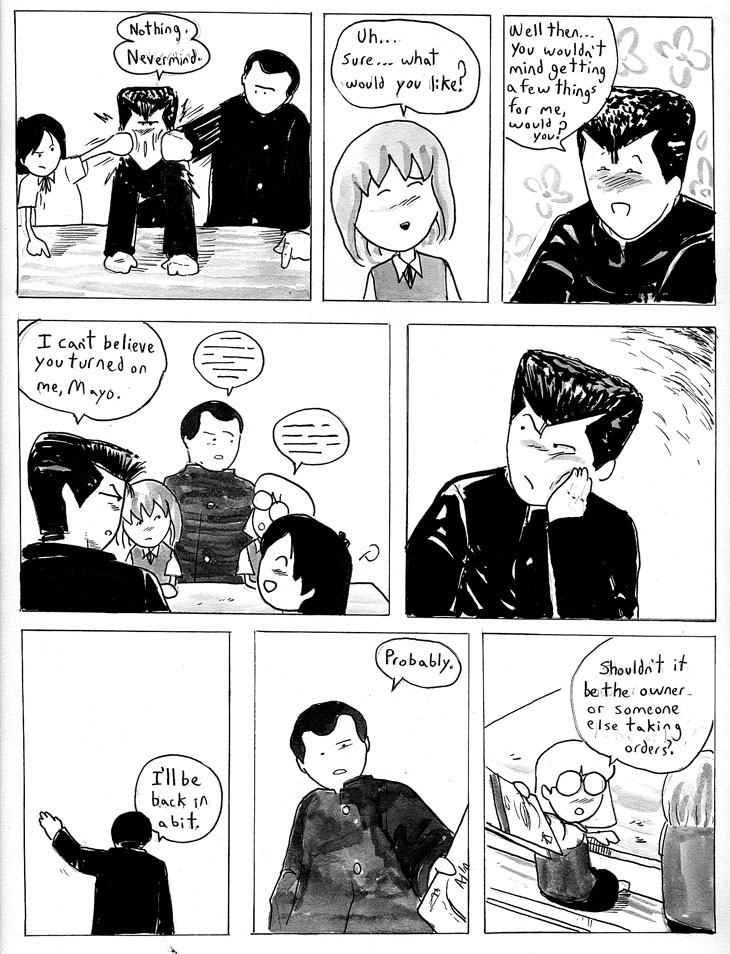 Well then...
you wouldn't
mind getting
a few things
for me,
would
you?
Uh...
sure... what
would you like?
Nothing.
Nevermind.
I can't believe
you turned on
me, Mayo.
Shouldn't it
be the owner
or someone
else taking
orders?
Probably.
I'll be
back in
a bit.